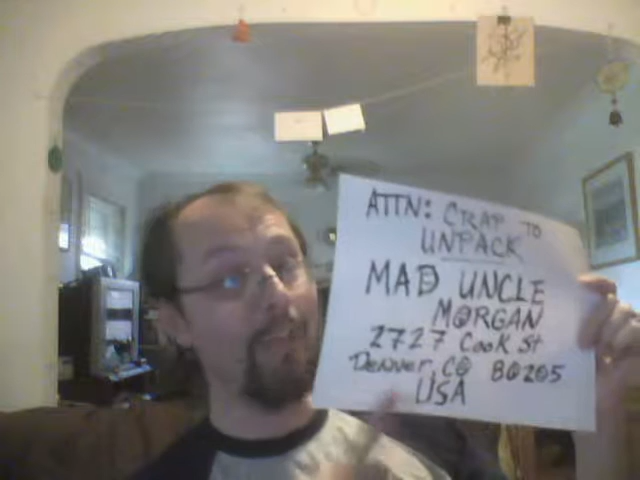 ATTN: CRAP TO
UNPACK
MAD UNCLE
MORGAN
2727 Cook St
Denver, CO 80205
USA